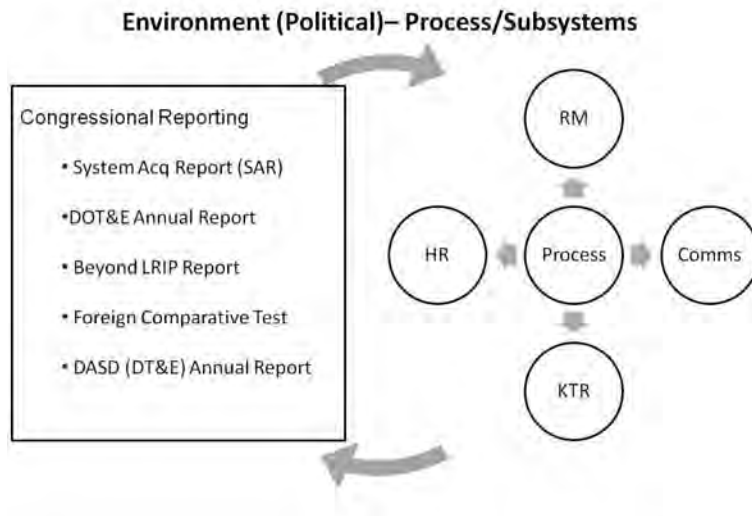 Environment (Political)– Process/Subsystems
Congressional Reporting
• System Acq Report (SAR)
•DOT&E Annual Report
• Beyond LRIP Report
• Foreign Comparative Test
• DASD (DT&E) Annual Report
RM
HR
Process
Comms
KTR